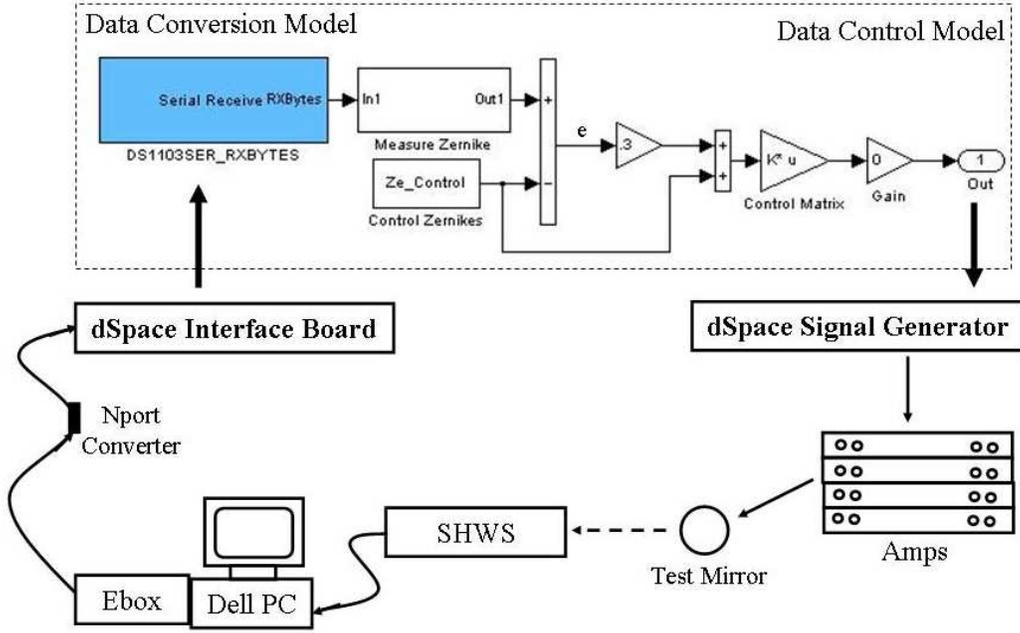 Data Conversion Model
Data Control Model
Serial Receive RXBytes
DS1103SER_RXBYTES
In1
Out1
Measure Zernike
Ze_Control
Control Zernikes
+
−
e
.3
+
+
K* u
Control Matrix
0
Gain
1
Out
dSpace Interface Board
dSpace Signal Generator
Nport
Converter
SHWS
Test Mirror
Amps
Ebox
Dell PC